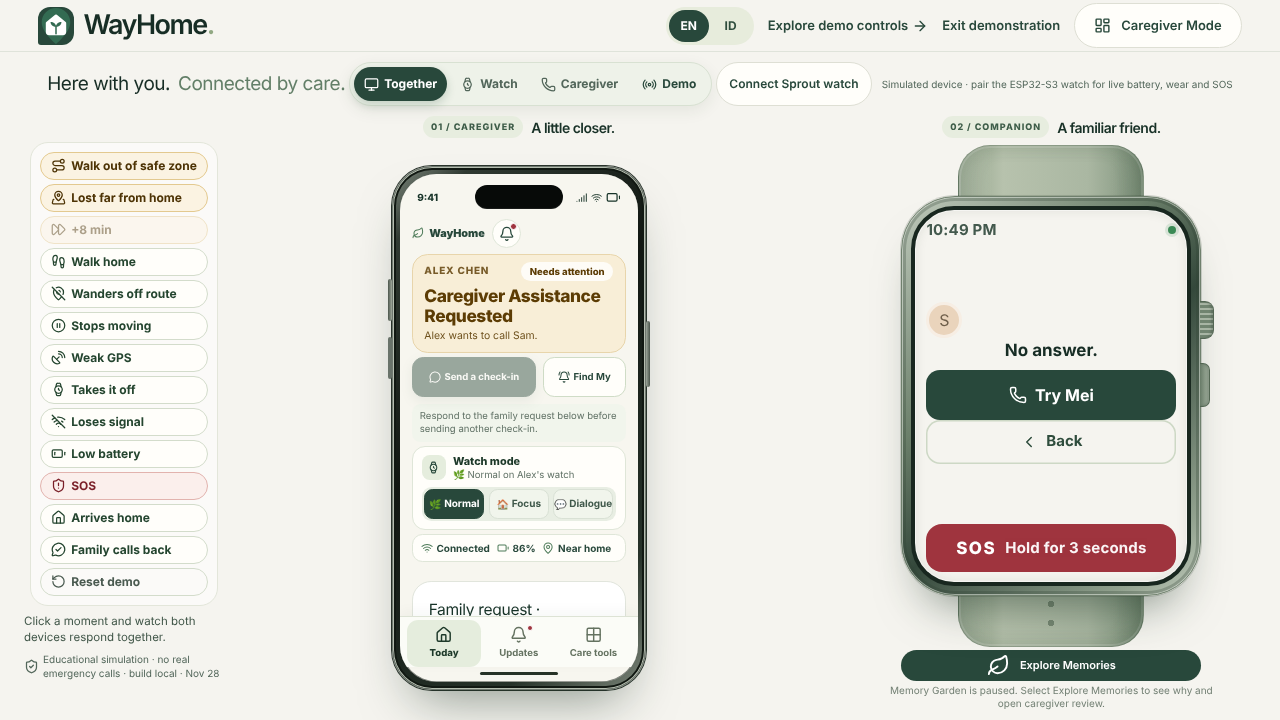 WayHome.
EN
ID
Explore demo controls →
Exit demonstration
Caregiver Mode
Here with you. Connected by care.
Together
Watch
Caregiver
Demo
Connect Sprout watch
Simulated device · pair the ESP32-S3 watch for live battery, wear and SOS
Walk out of safe zone
Lost far from home
+8 min
Walk home
Wanders off route
Stops moving
Weak GPS
Takes it off
Loses signal
Low battery
SOS
Arrives home
Family calls back
Reset demo
Click a moment and watch both
devices respond together.
Educational simulation · no real
emergency calls · build local · Nov 28
01 / CAREGIVER
A little closer.
9:41
WayHome
ALEX CHEN
Needs attention
Caregiver Assistance
Requested
Alex wants to call Sam.
Send a check-in
Find My
Respond to the family request below before
sending another check-in.
Watch mode
🌿 Normal on Alex's watch
🌿 Normal
🏠 Focus
💬 Dialogue
Connected
86%
Near home
Family request ·
Today
Updates
Care tools
02 / COMPANION
A familiar friend.
10:49 PM
S
No answer.
Try Mei
Back
SOS Hold for 3 seconds
Explore Memories
Memory Garden is paused. Select Explore Memories to see why and
open caregiver review.